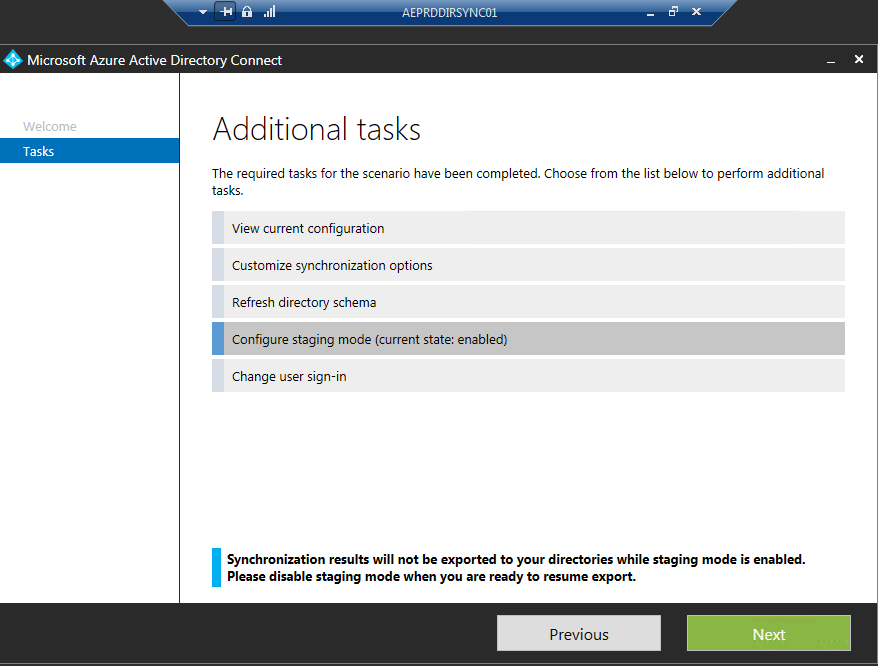 AEPRDDIRSYNC01
Microsoft Azure Active Directory Connect
Welcome
Tasks
Additional tasks
The required tasks for the scenario have been completed. Choose from the list below to perform additional
tasks.
View current configuration
Customize synchronization options
Refresh directory schema
Configure staging mode (current state: enabled)
Change user sign-in
Synchronization results will not be exported to your directories while staging mode is enabled.
Please disable staging mode when you are ready to resume export.
Previous
Next